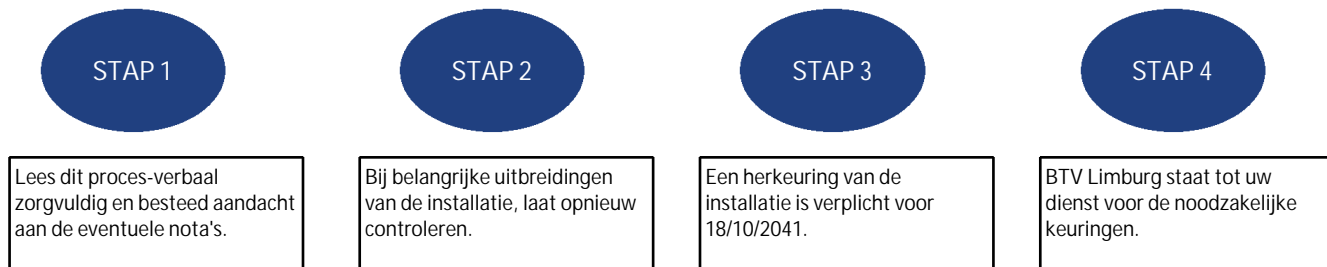 STAP 1
Lees dit proces-verbaal
zorgvuldig en besteed aandacht
aan de eventuele nota's.
STAP 2
Bij belangrijke uitbreidingen
van de installatie, laat opnieuw
controleren.
STAP 3
Een herkeuring van de
installatie is verplicht voor
18/10/2041.
STAP 4
BTV Limburg staat tot uw
dienst voor de noodzakelijke
keuringen.